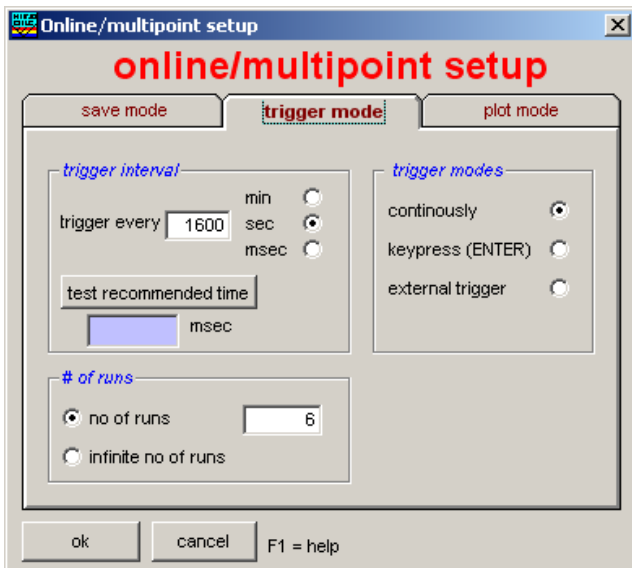 Online/multipoint setup
online/multipoint setup
save mode
trigger mode
plot mode
trigger interval
trigger every 1600
min
sec
msec
test recommended time
msec
trigger modes
continously
keypress (ENTER)
external trigger
# of runs
no of runs 6
infinite no of runs
ok
cancel
F1 = help